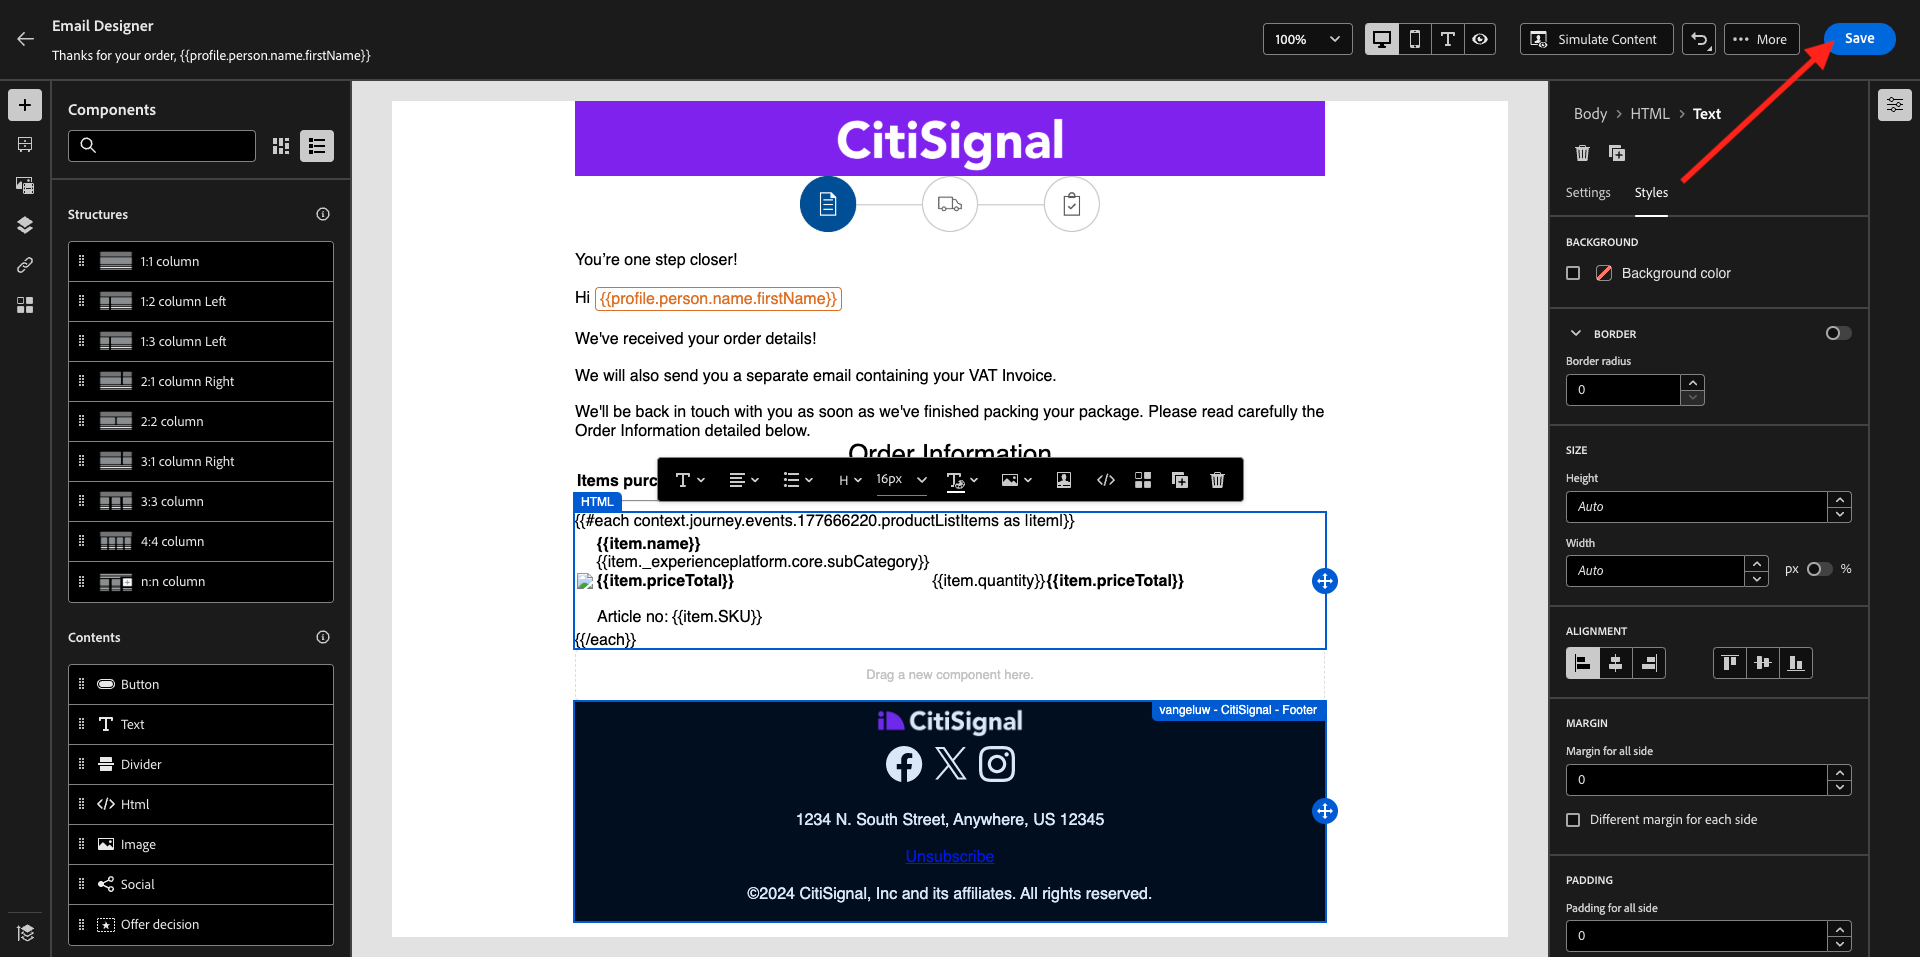 Email Designer
Thanks for your order, {{profile.person.name.firstName}}
100%
Simulate Content
More
Save
Components
Structures
1:1 column
1:2 column Left
1:3 column Left
2:1 column Right
2:2 column
3:1 column Right
3:3 column
4:4 column
n:n column
Contents
Button
Text
Divider
Html
Image
Social
Offer decision
CitiSignal
You're one step closer!
Hi {{profile.person.name.firstName}}
We've received your order details!
We will also send you a separate email containing your VAT Invoice.
We'll be back in touch with you as soon as we've finished packing your package. Please read carefully the
Order Information detailed below.
Order Information
Items purc
H
16px
HTML
{{#each context.journey.events.177666220.productListItems as |item|}}
{{item.name}}
{{item._experienceplatform.core.subCategory}}
{{item.priceTotal}}
{{item.quantity}}{{item.priceTotal}}
Article no: {{item.SKU}}
{{/each}}
Drag a new component here.
vangeluw - CitiSignal - Footer
CitiSignal
1234 N. South Street, Anywhere, US 12345
Unsubscribe
©2024 CitiSignal, Inc and its affiliates. All rights reserved.
Body > HTML > Text
Settings
Styles
BACKGROUND
Background color
BORDER
Border radius
0
SIZE
Height
Auto
Width
Auto
px
%
ALIGNMENT
MARGIN
Margin for all side
0
Different margin for each side
PADDING
Padding for all side
0